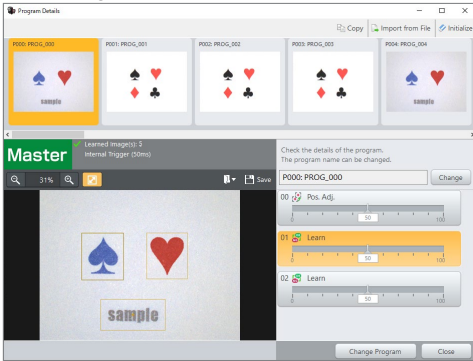 Program Details
Copy
Import from File
Initialize
P000: PROG_000
P001: PROG_001
P002: PROG_002
P003: PROG_003
P004: PROG_004
sample
sample
Master
Learned Image(s): 5
Internal Trigger (50ms)
31%
Save
sample
Check the details of the program.
The program name can be changed.
P000: PROG_000
Change
00 Pos. Adj.
0 50 100
01 Learn
0 50 100
02 Learn
0 50 100
Change Program
Close